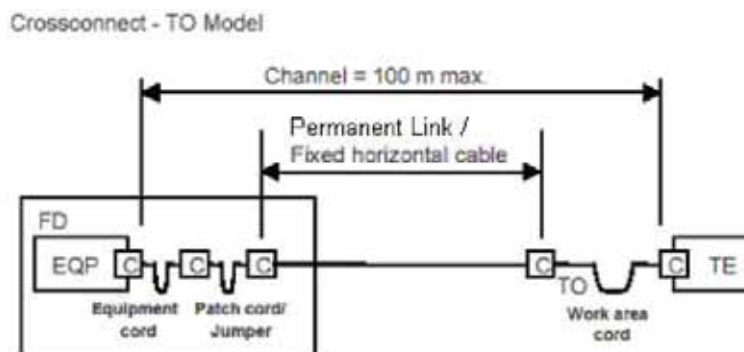 Crossconnect - TO Model
Channel = 100 m max.
Permanent Link /
Fixed horizontal cable
FD
EQP
C
C
C
C
C
TE
TO
Equipment
cord
Patch cord/
Jumper
Work area
cord